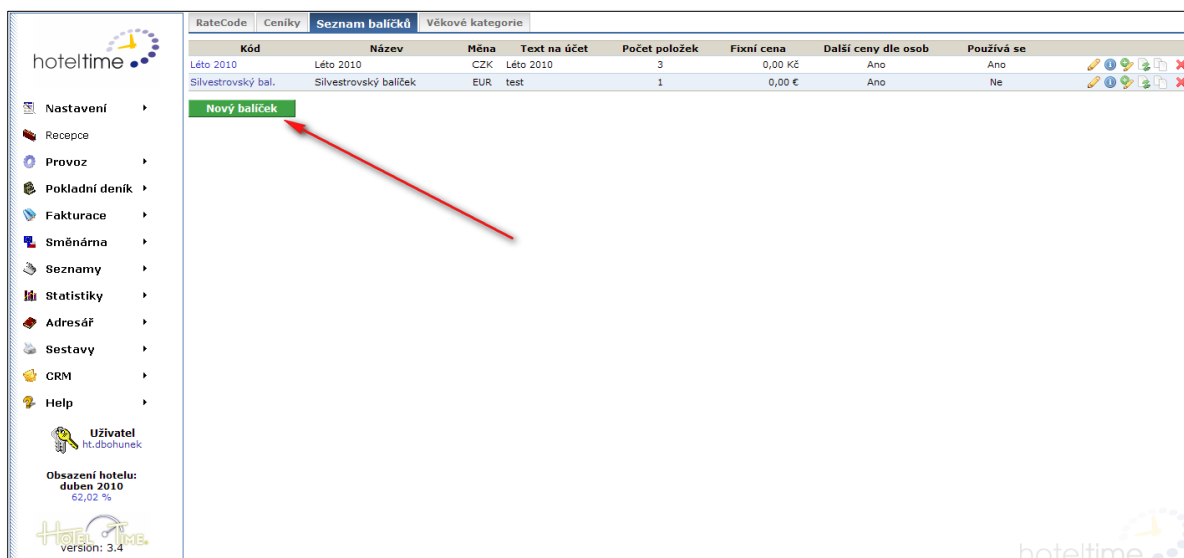 RateCode Ceníky Seznam balíčků Věkové kategorie
Kód Název Měna Text na účet Počet položek Fixní cena Další ceny dle osob Používá se
Léto 2010 Léto 2010 CZK Léto 2010 3 0,00 Kč Ano Ano
Silvestrovský bal. Silvestrovský balíček EUR test 1 0,00 € Ano Ne
Nový balíček
hoteltime
Nastavení
Recepce
Provoz
Pokladní deník
Fakturace
Směnárna
Seznamy
Statistiky
Adresář
Sestavy
CRM
Help
Uživatel
ht.dbohunek
Obsazení hotelu:
duben 2010
62,02 %
HOTEL TIME
version: 3.4
hoteltime